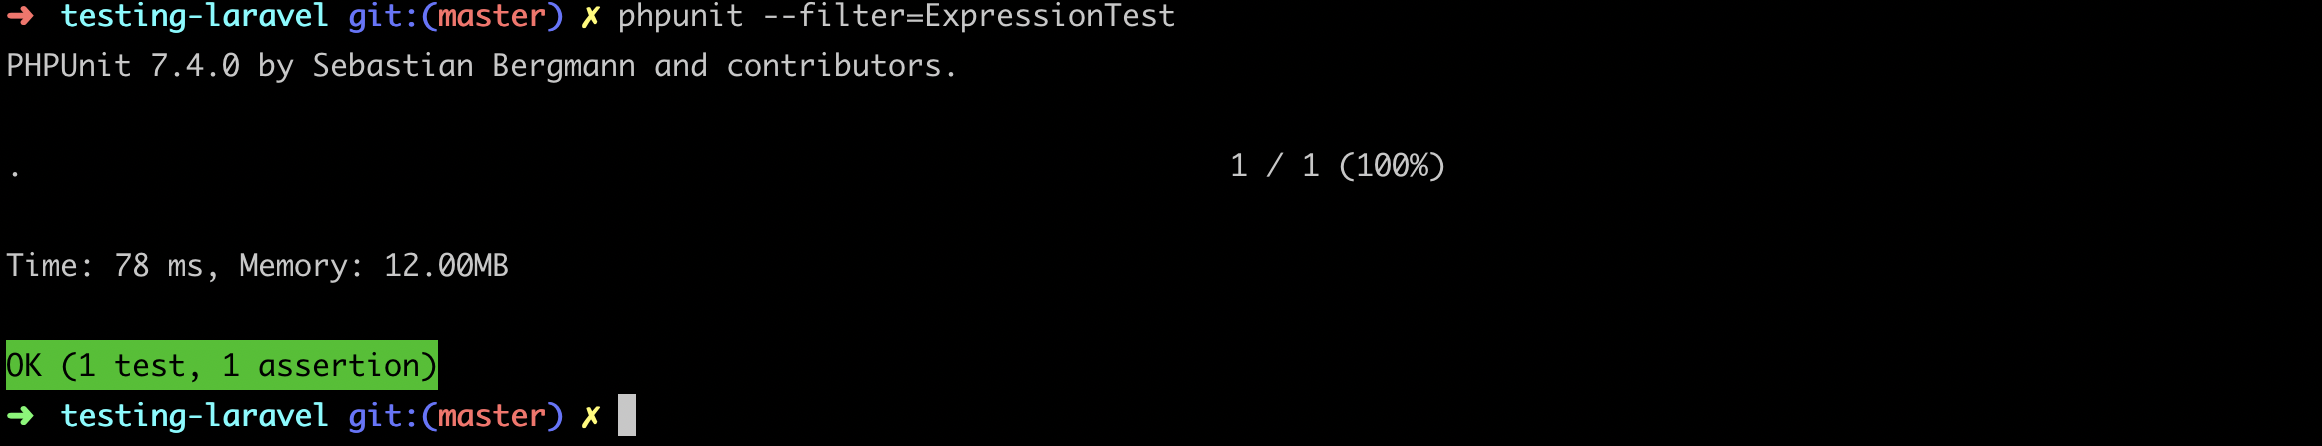 ➜ testing-laravel git:(master) ✗ phpunit --filter=ExpressionTest
PHPUnit 7.4.0 by Sebastian Bergmann and contributors.
. 1 / 1 (100%)
Time: 78 ms, Memory: 12.00MB
OK (1 test, 1 assertion)
➜ testing-laravel git:(master) ✗